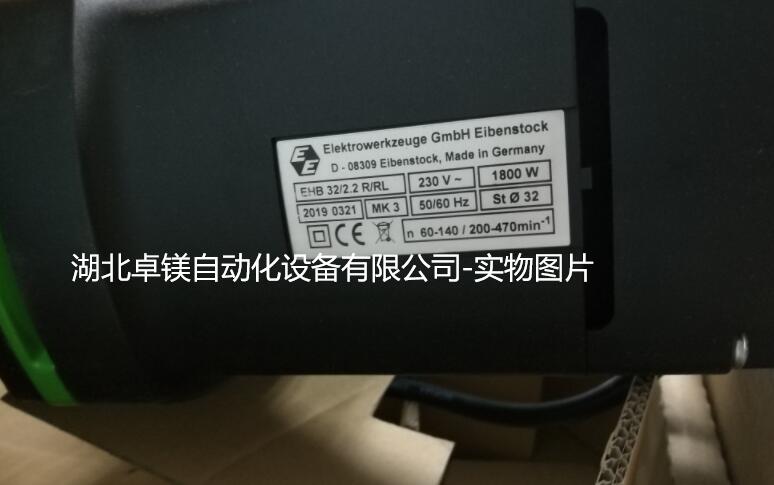 EE
Elektrowerkzeuge GmbH Eibenstock
D - 08309 Eibenstock, Made in Germany
EHB 32/2.2 R/RL 230 V ~ 1800 W
2019 0321 MK 3 50/60 Hz St Ø 32
CE n 60-140 / 200-470min⁻¹
湖北卓镁自动化设备有限公司-实物图片